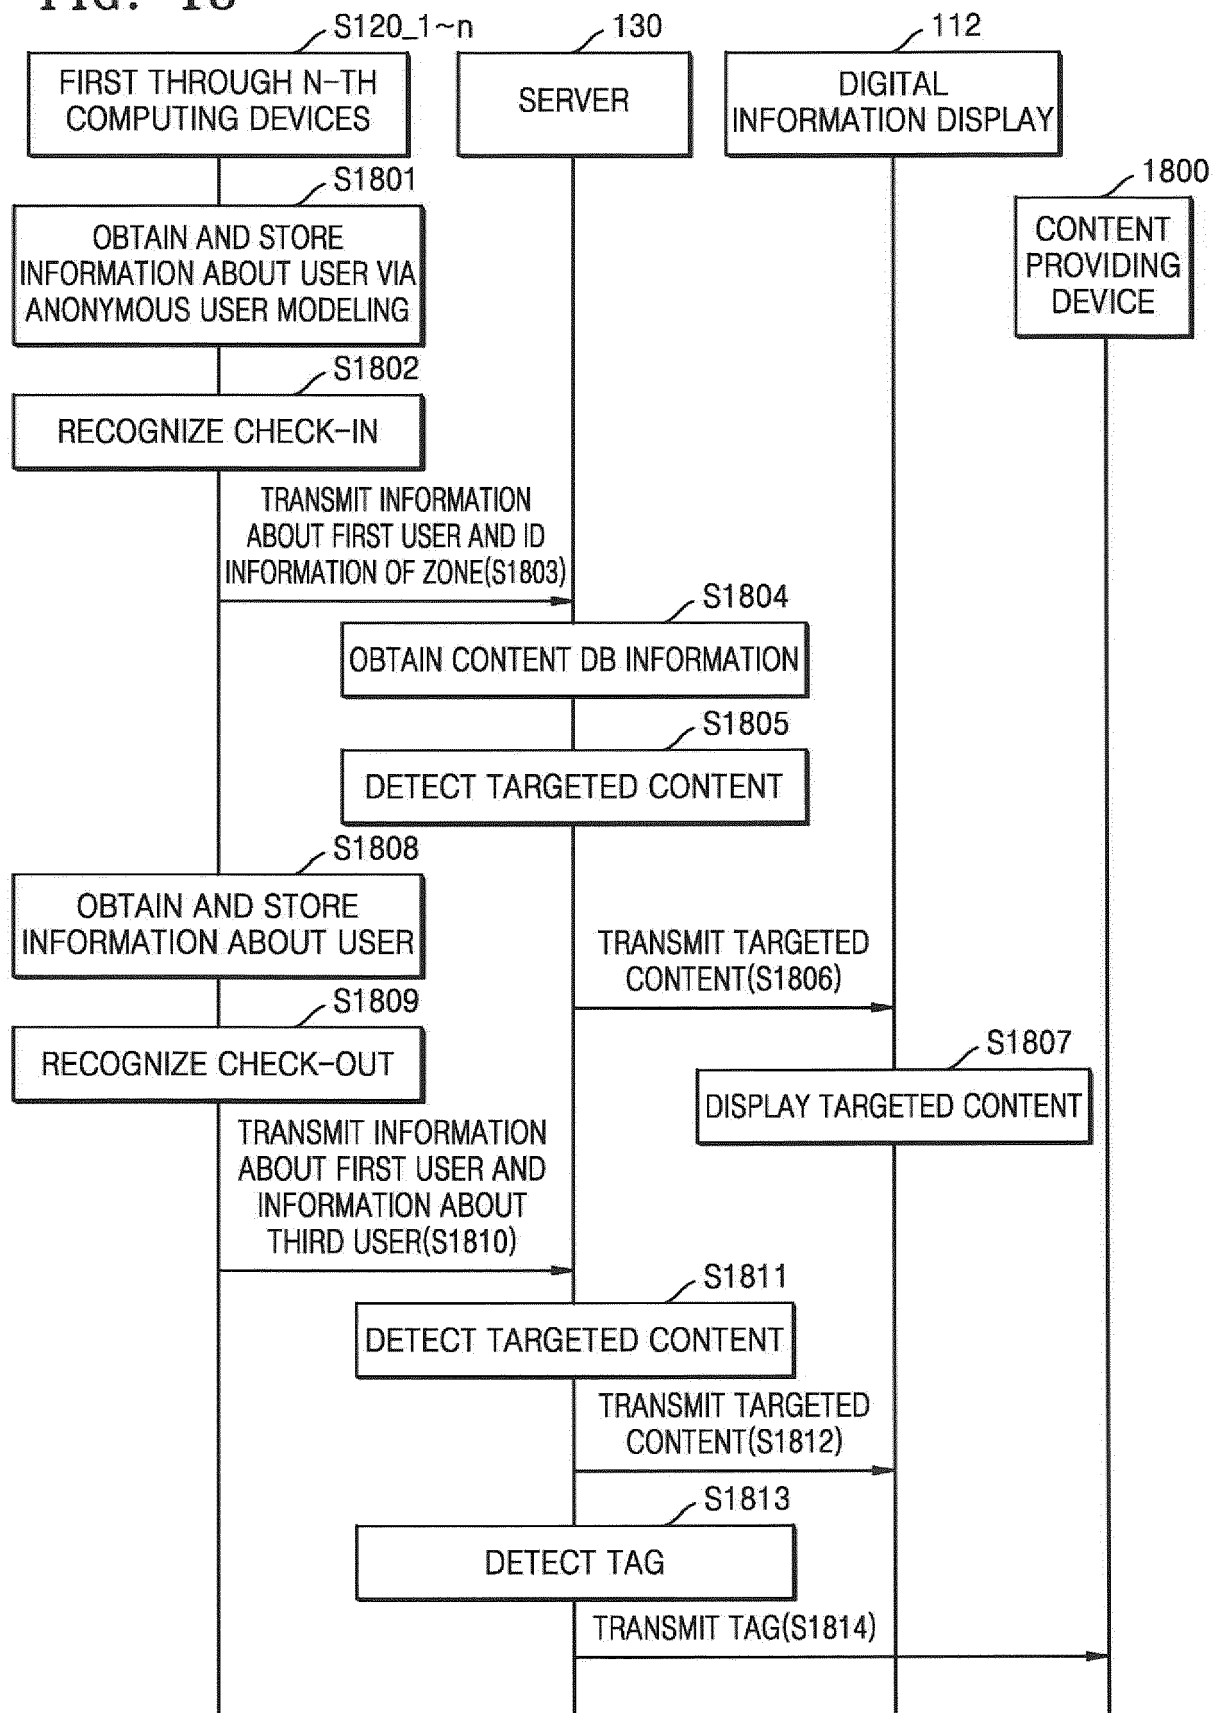 FIG. 18
S120_1~n
130
112
FIRST THROUGH N-TH
COMPUTING DEVICES
SERVER
DIGITAL
INFORMATION DISPLAY
1800
CONTENT
PROVIDING
DEVICE
S1801
OBTAIN AND STORE
INFORMATION ABOUT USER VIA
ANONYMOUS USER MODELING
S1802
RECOGNIZE CHECK-IN
TRANSMIT INFORMATION
ABOUT FIRST USER AND ID
INFORMATION OF ZONE(S1803)
S1804
OBTAIN CONTENT DB INFORMATION
S1805
DETECT TARGETED CONTENT
S1808
OBTAIN AND STORE
INFORMATION ABOUT USER
TRANSMIT TARGETED
CONTENT(S1806)
S1809
RECOGNIZE CHECK-OUT
S1807
DISPLAY TARGETED CONTENT
TRANSMIT INFORMATION
ABOUT FIRST USER AND
INFORMATION ABOUT
THIRD USER(S1810)
S1811
DETECT TARGETED CONTENT
TRANSMIT TARGETED
CONTENT(S1812)
S1813
DETECT TAG
TRANSMIT TAG(S1814)